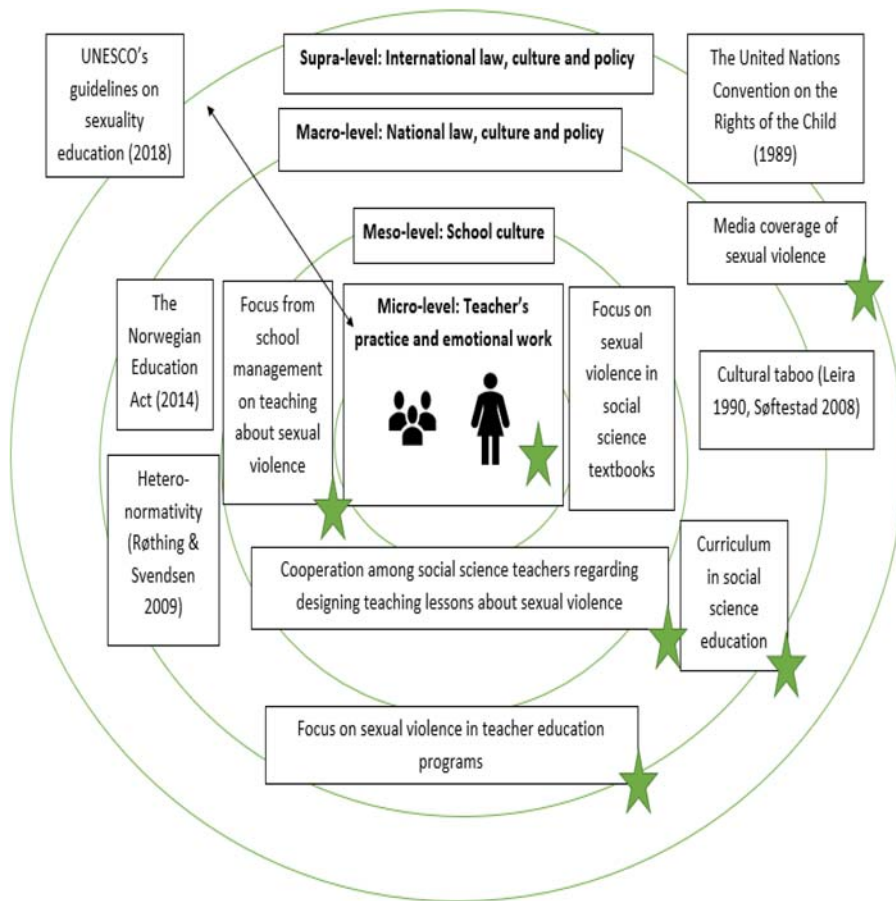 UNESCO’s
guidelines on
sexuality
education (2018)
Supra-level: International law, culture and policy
The United Nations
Convention on the
Rights of the Child
(1989)
Macro-level: National law, culture and policy
Meso-level: School culture
Media coverage of
sexual violence
The
Norwegian
Education
Act (2014)
Focus from
school
management
on teaching
about sexual
violence
Micro-level: Teacher’s
practice and emotional work
Focus on
sexual
violence in
social
science
textbooks
Cultural taboo (Leira
1990, Søftestad 2008)
Hetero-
normativity
(Røthing &
Svendsen
2009)
Cooperation among social science teachers regarding
designing teaching lessons about sexual violence
Curriculum
in social
science
education
Focus on sexual violence in teacher education
programs